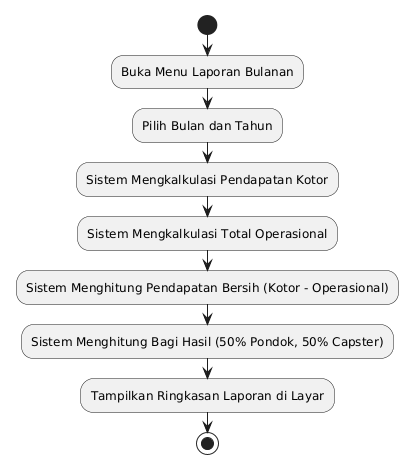 Buka Menu Laporan Bulanan
Pilih Bulan dan Tahun
Sistem Mengkalkulasi Pendapatan Kotor
Sistem Mengkalkulasi Total Operasional
Sistem Menghitung Pendapatan Bersih (Kotor - Operasional)
Sistem Menghitung Bagi Hasil (50% Pondok, 50% Capster)
Tampilkan Ringkasan Laporan di Layar